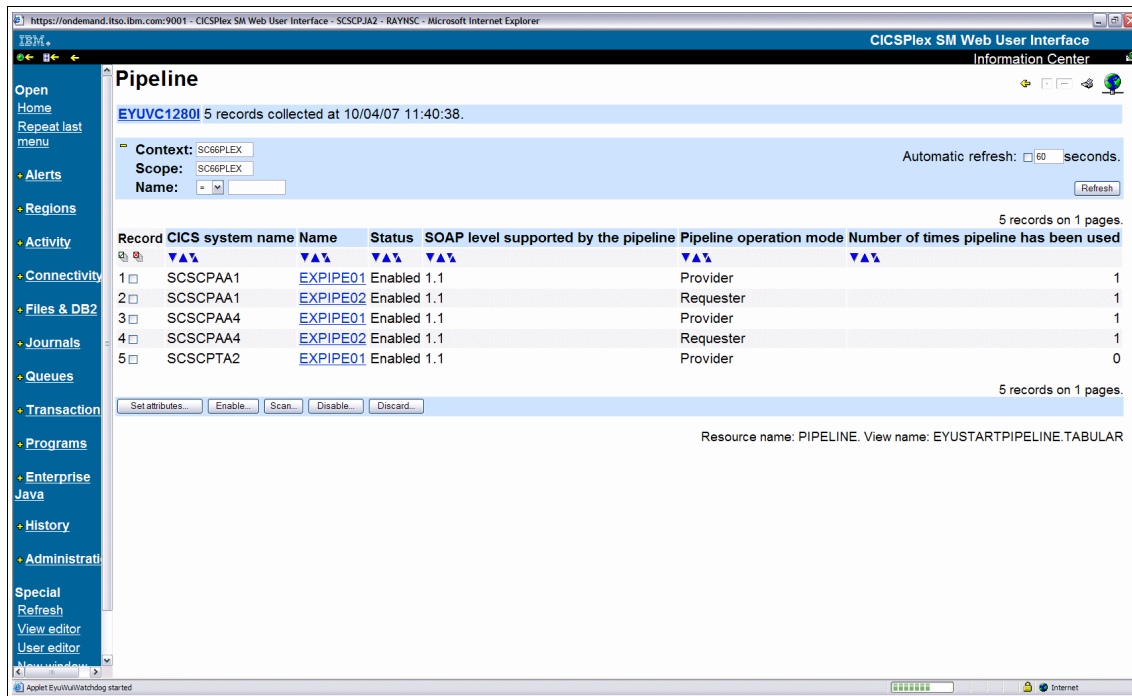 https://ondemand.itso.ibm.com:9001 - CICSPlex SM Web User Interface - SCSCPJA2 - RAYNSC - Microsoft Internet Explorer
IBM.
CICSPlex SM Web User Interface
Information Center
Open
Home
Repeat last
menu
Alerts
Regions
Activity
Connectivity
Files & DB2
Journals
Queues
Transaction
Programs
Enterprise
Java
History
Administrati
Special
Refresh
View editor
User editor
New window
Pipeline
EYUVC1280I 5 records collected at 10/04/07 11:40:38.
Context: SC66PLEX
Scope: SC66PLEX
Name: =
Automatic refresh: 60 seconds.
Refresh
5 records on 1 pages.
Record CICS system name Name Status SOAP level supported by the pipeline Pipeline operation mode Number of times pipeline has been used
1 SCSCPAA1 EXPIPE01 Enabled 1.1 Provider 1
2 SCSCPAA1 EXPIPE02 Enabled 1.1 Requester 1
3 SCSCPAA4 EXPIPE01 Enabled 1.1 Provider 1
4 SCSCPAA4 EXPIPE02 Enabled 1.1 Requester 1
5 SCSCPTA2 EXPIPE01 Enabled 1.1 Provider 0
5 records on 1 pages.
Set attributes... Enable... Scan... Disable... Discard...
Resource name: PIPELINE. View name: EYUSTARTPIPELINE.TABULAR
Applet EyuWuiWatchdog started
Internet